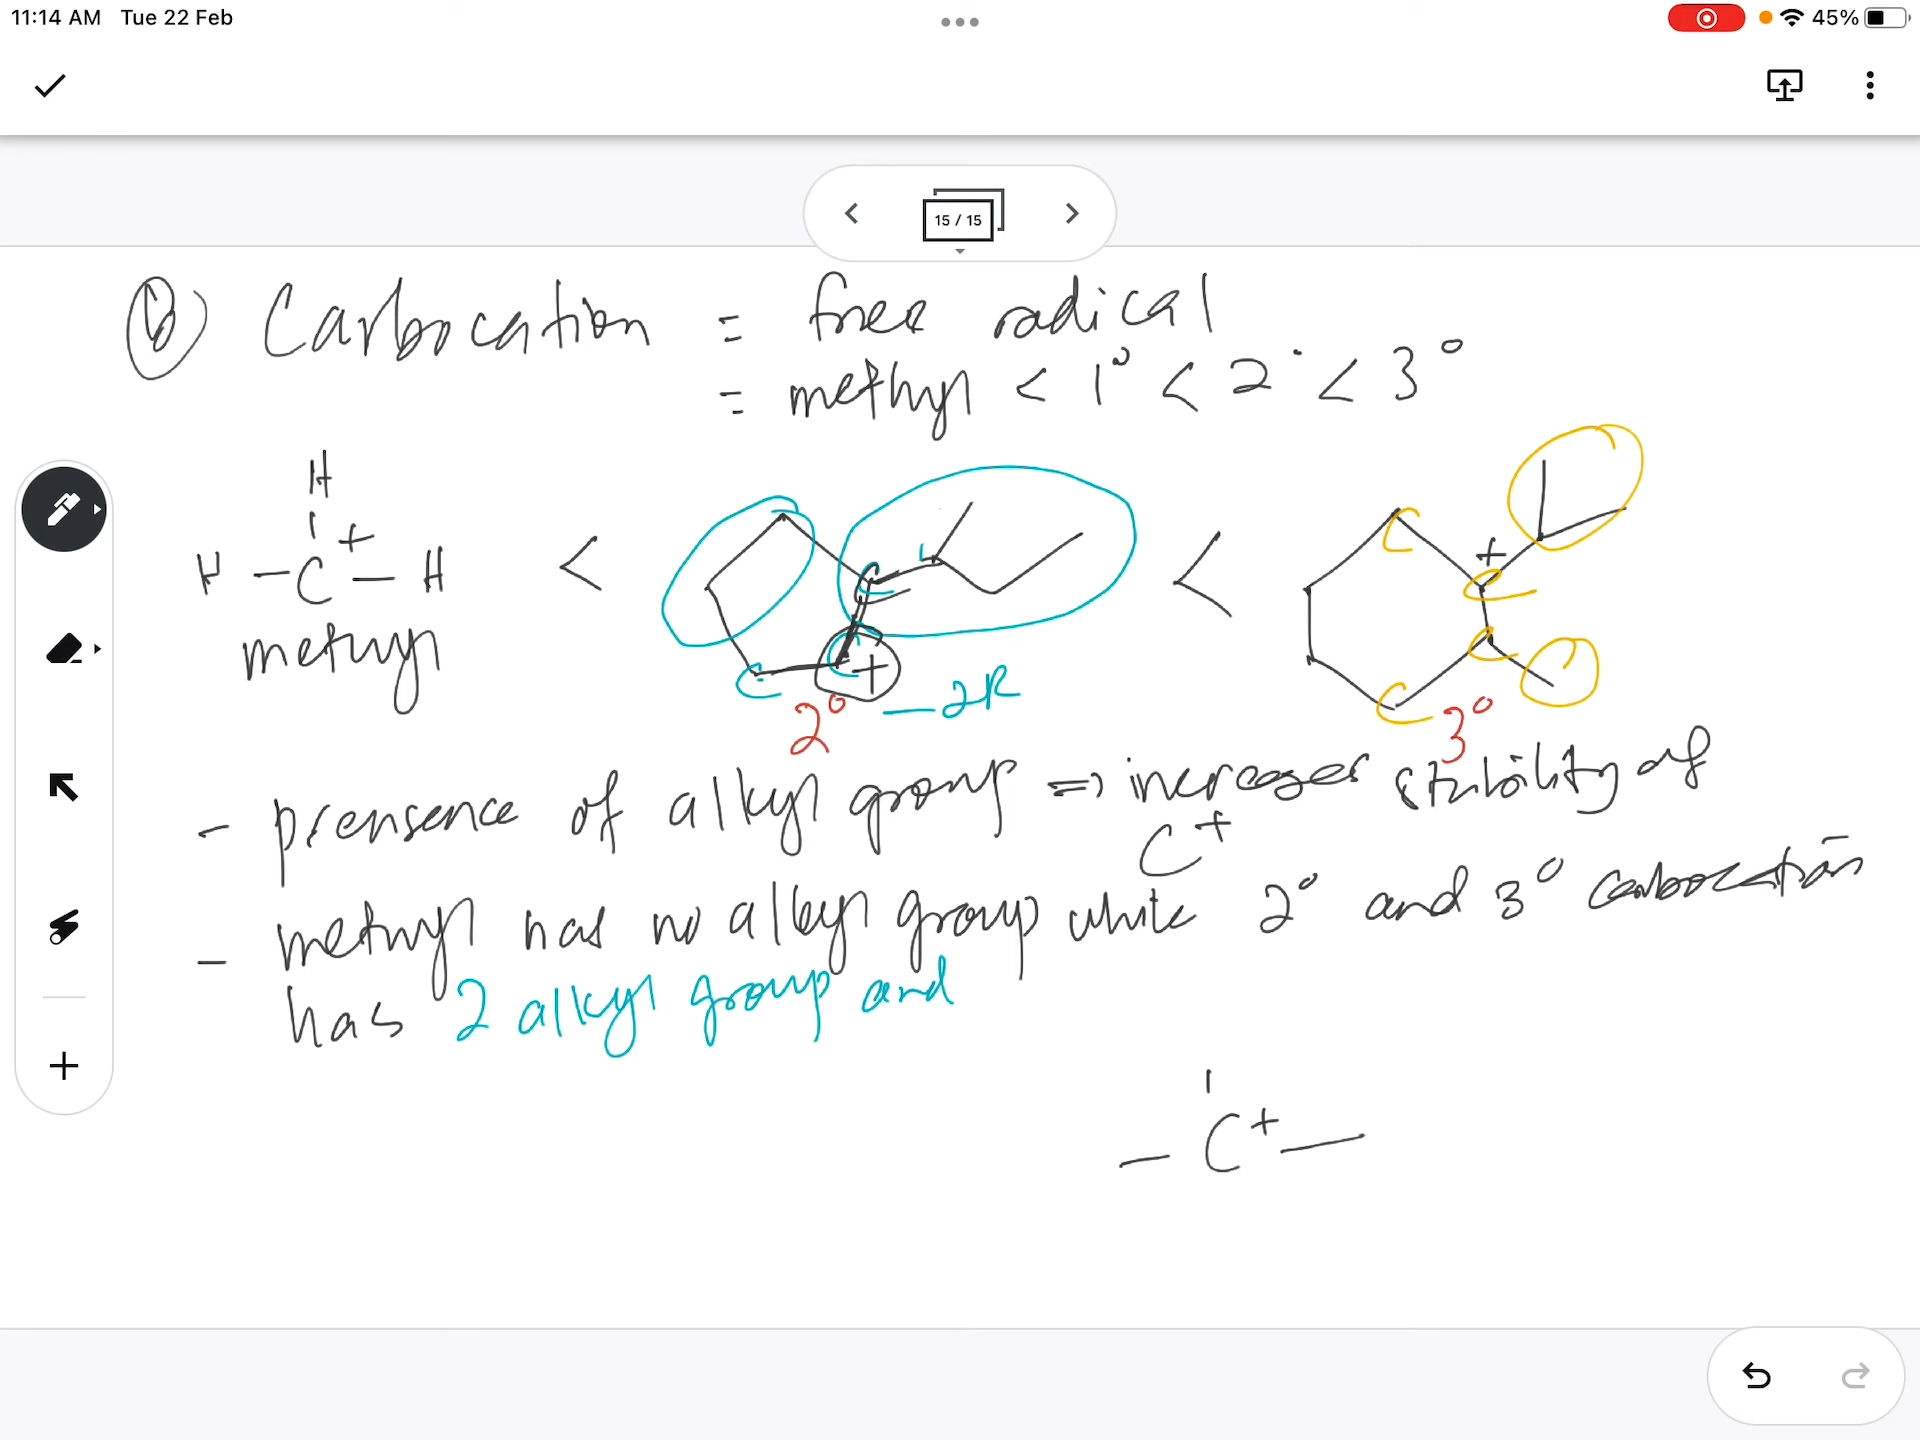 11:14 AM Tue 22 Feb
45%
15 / 15
b Carbocation = free radical
= methyl < 1° < 2° < 3°
H
H - C + - H
methyl
<
C
C
C
+
2° - 2R
<
C
+
C
C
C
3°
- prensence of alkyl group => increases stability of
C+
- methyl has no alkyl group while 2° and 3° carbocation
has 2 alkyl group and
- C+ -